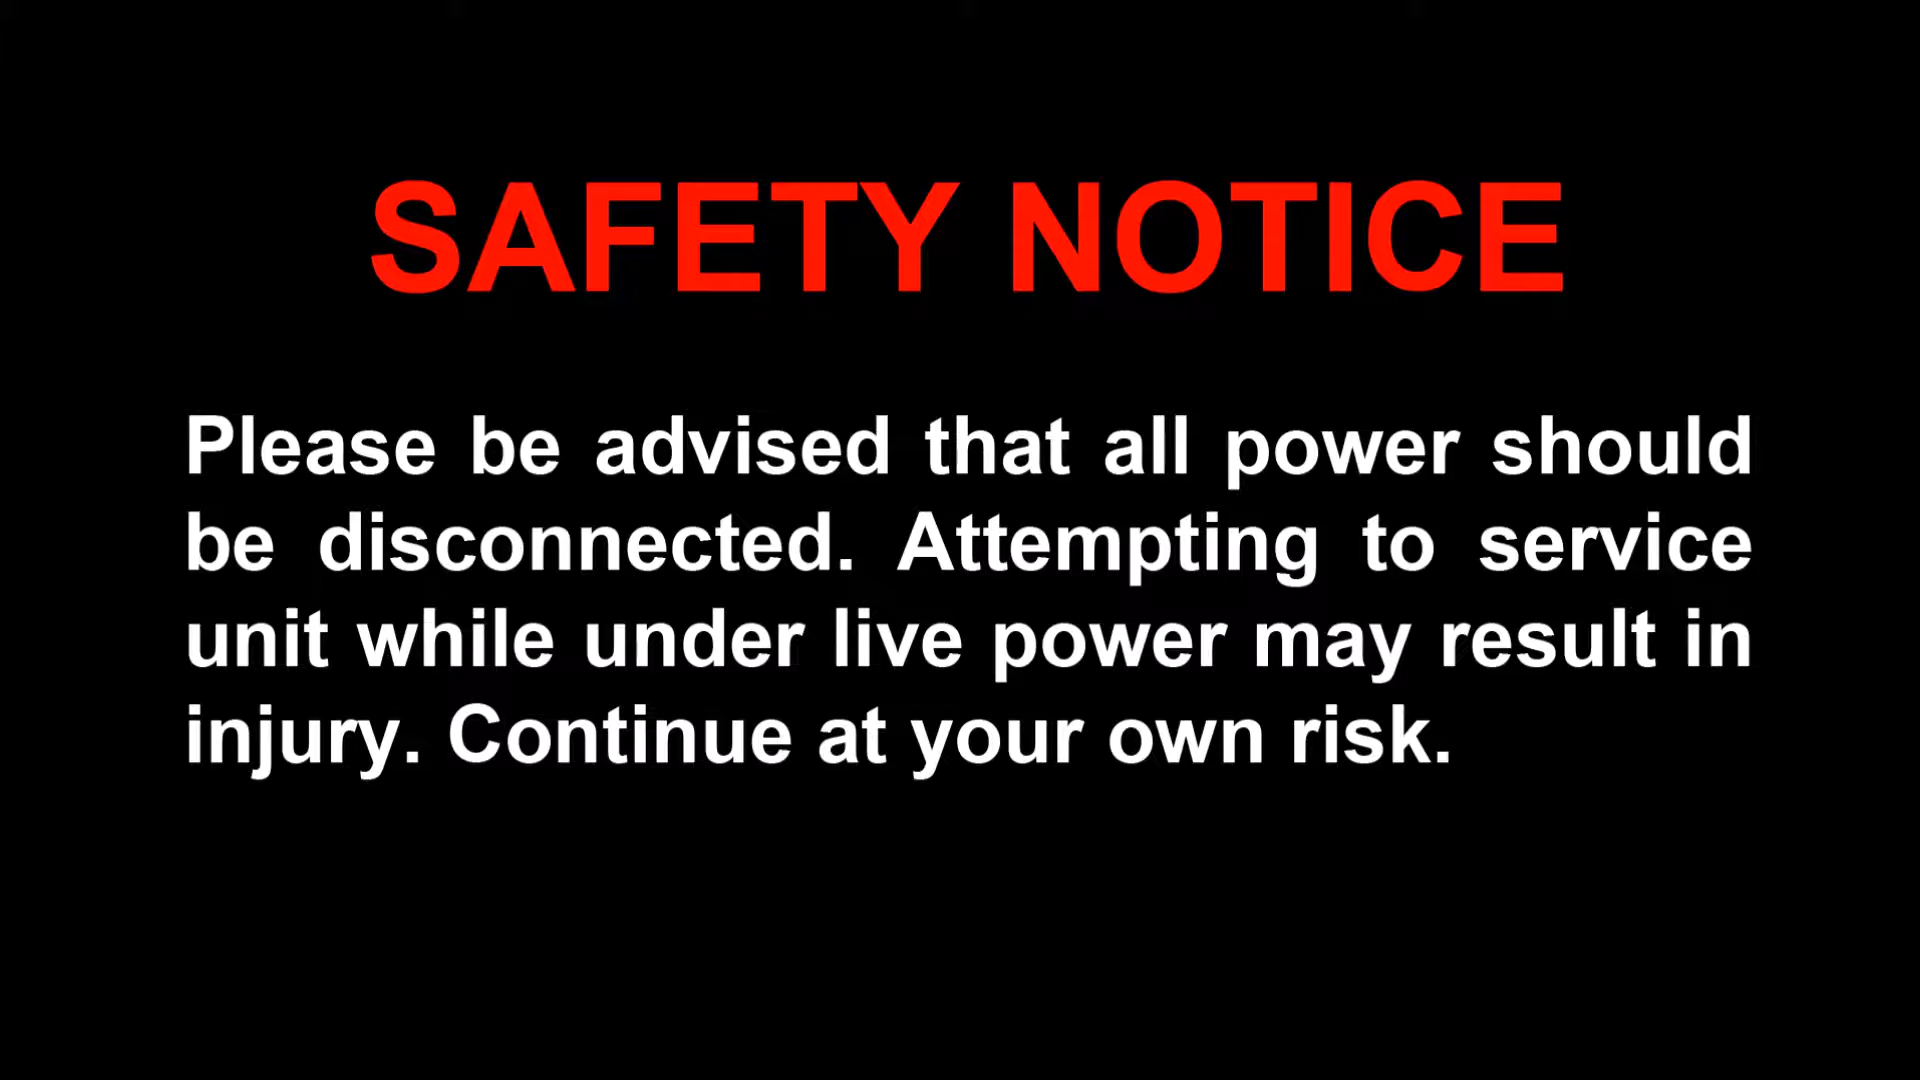 SAFETY NOTICE
Please be advised that all power should
be disconnected. Attempting to service
unit while under live power may result in
injury. Continue at your own risk.